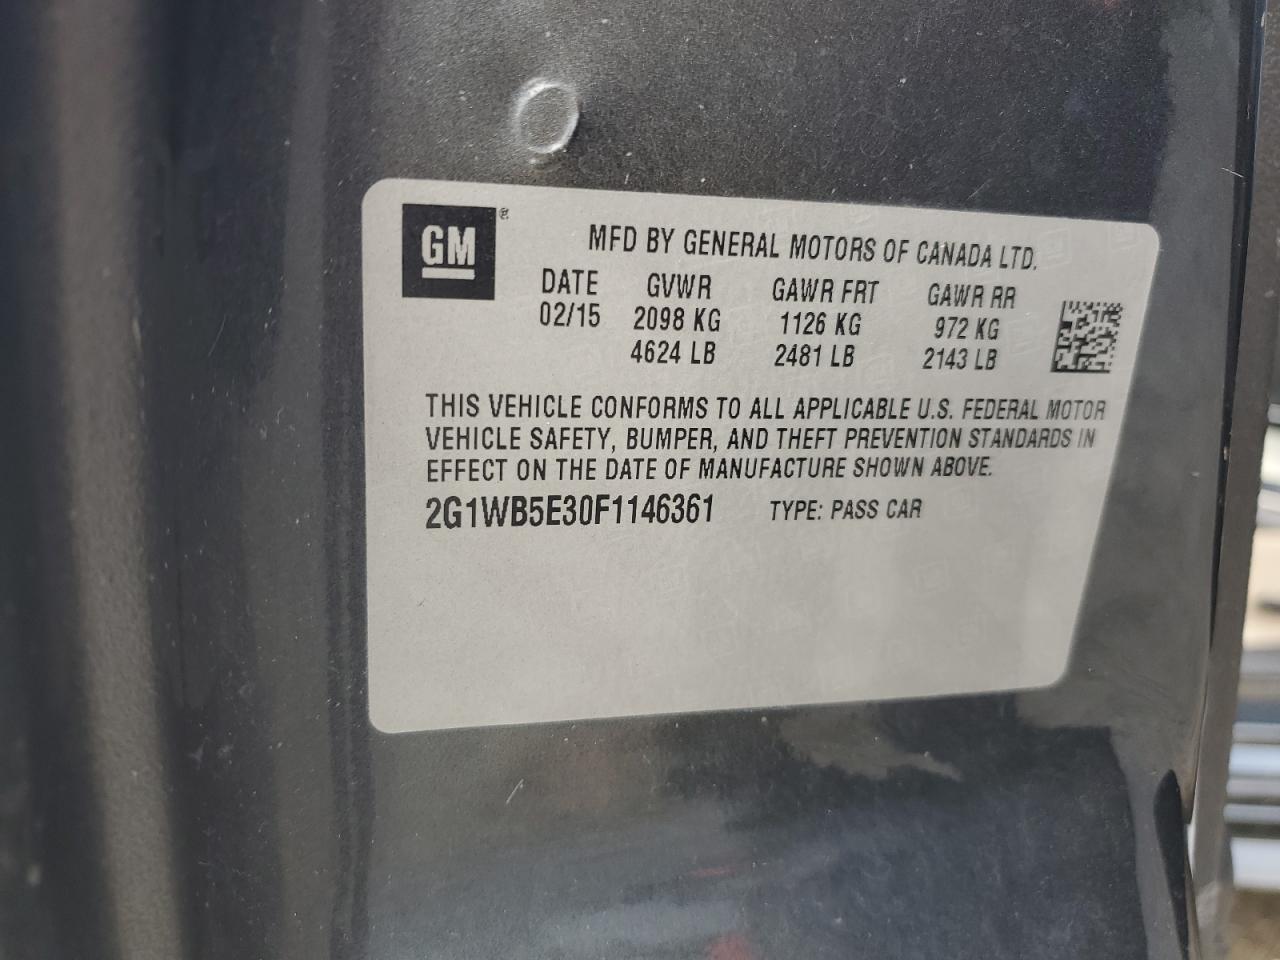 GM®
MFD BY GENERAL MOTORS OF CANADA LTD.
DATE GVWR GAWR FRT GAWR RR
02/15 2098 KG 1126 KG 972 KG
4624 LB 2481 LB 2143 LB
THIS VEHICLE CONFORMS TO ALL APPLICABLE U.S. FEDERAL MOTOR
VEHICLE SAFETY, BUMPER, AND THEFT PREVENTION STANDARDS IN
EFFECT ON THE DATE OF MANUFACTURE SHOWN ABOVE.
2G1WB5E30F1146361 TYPE: PASS CAR